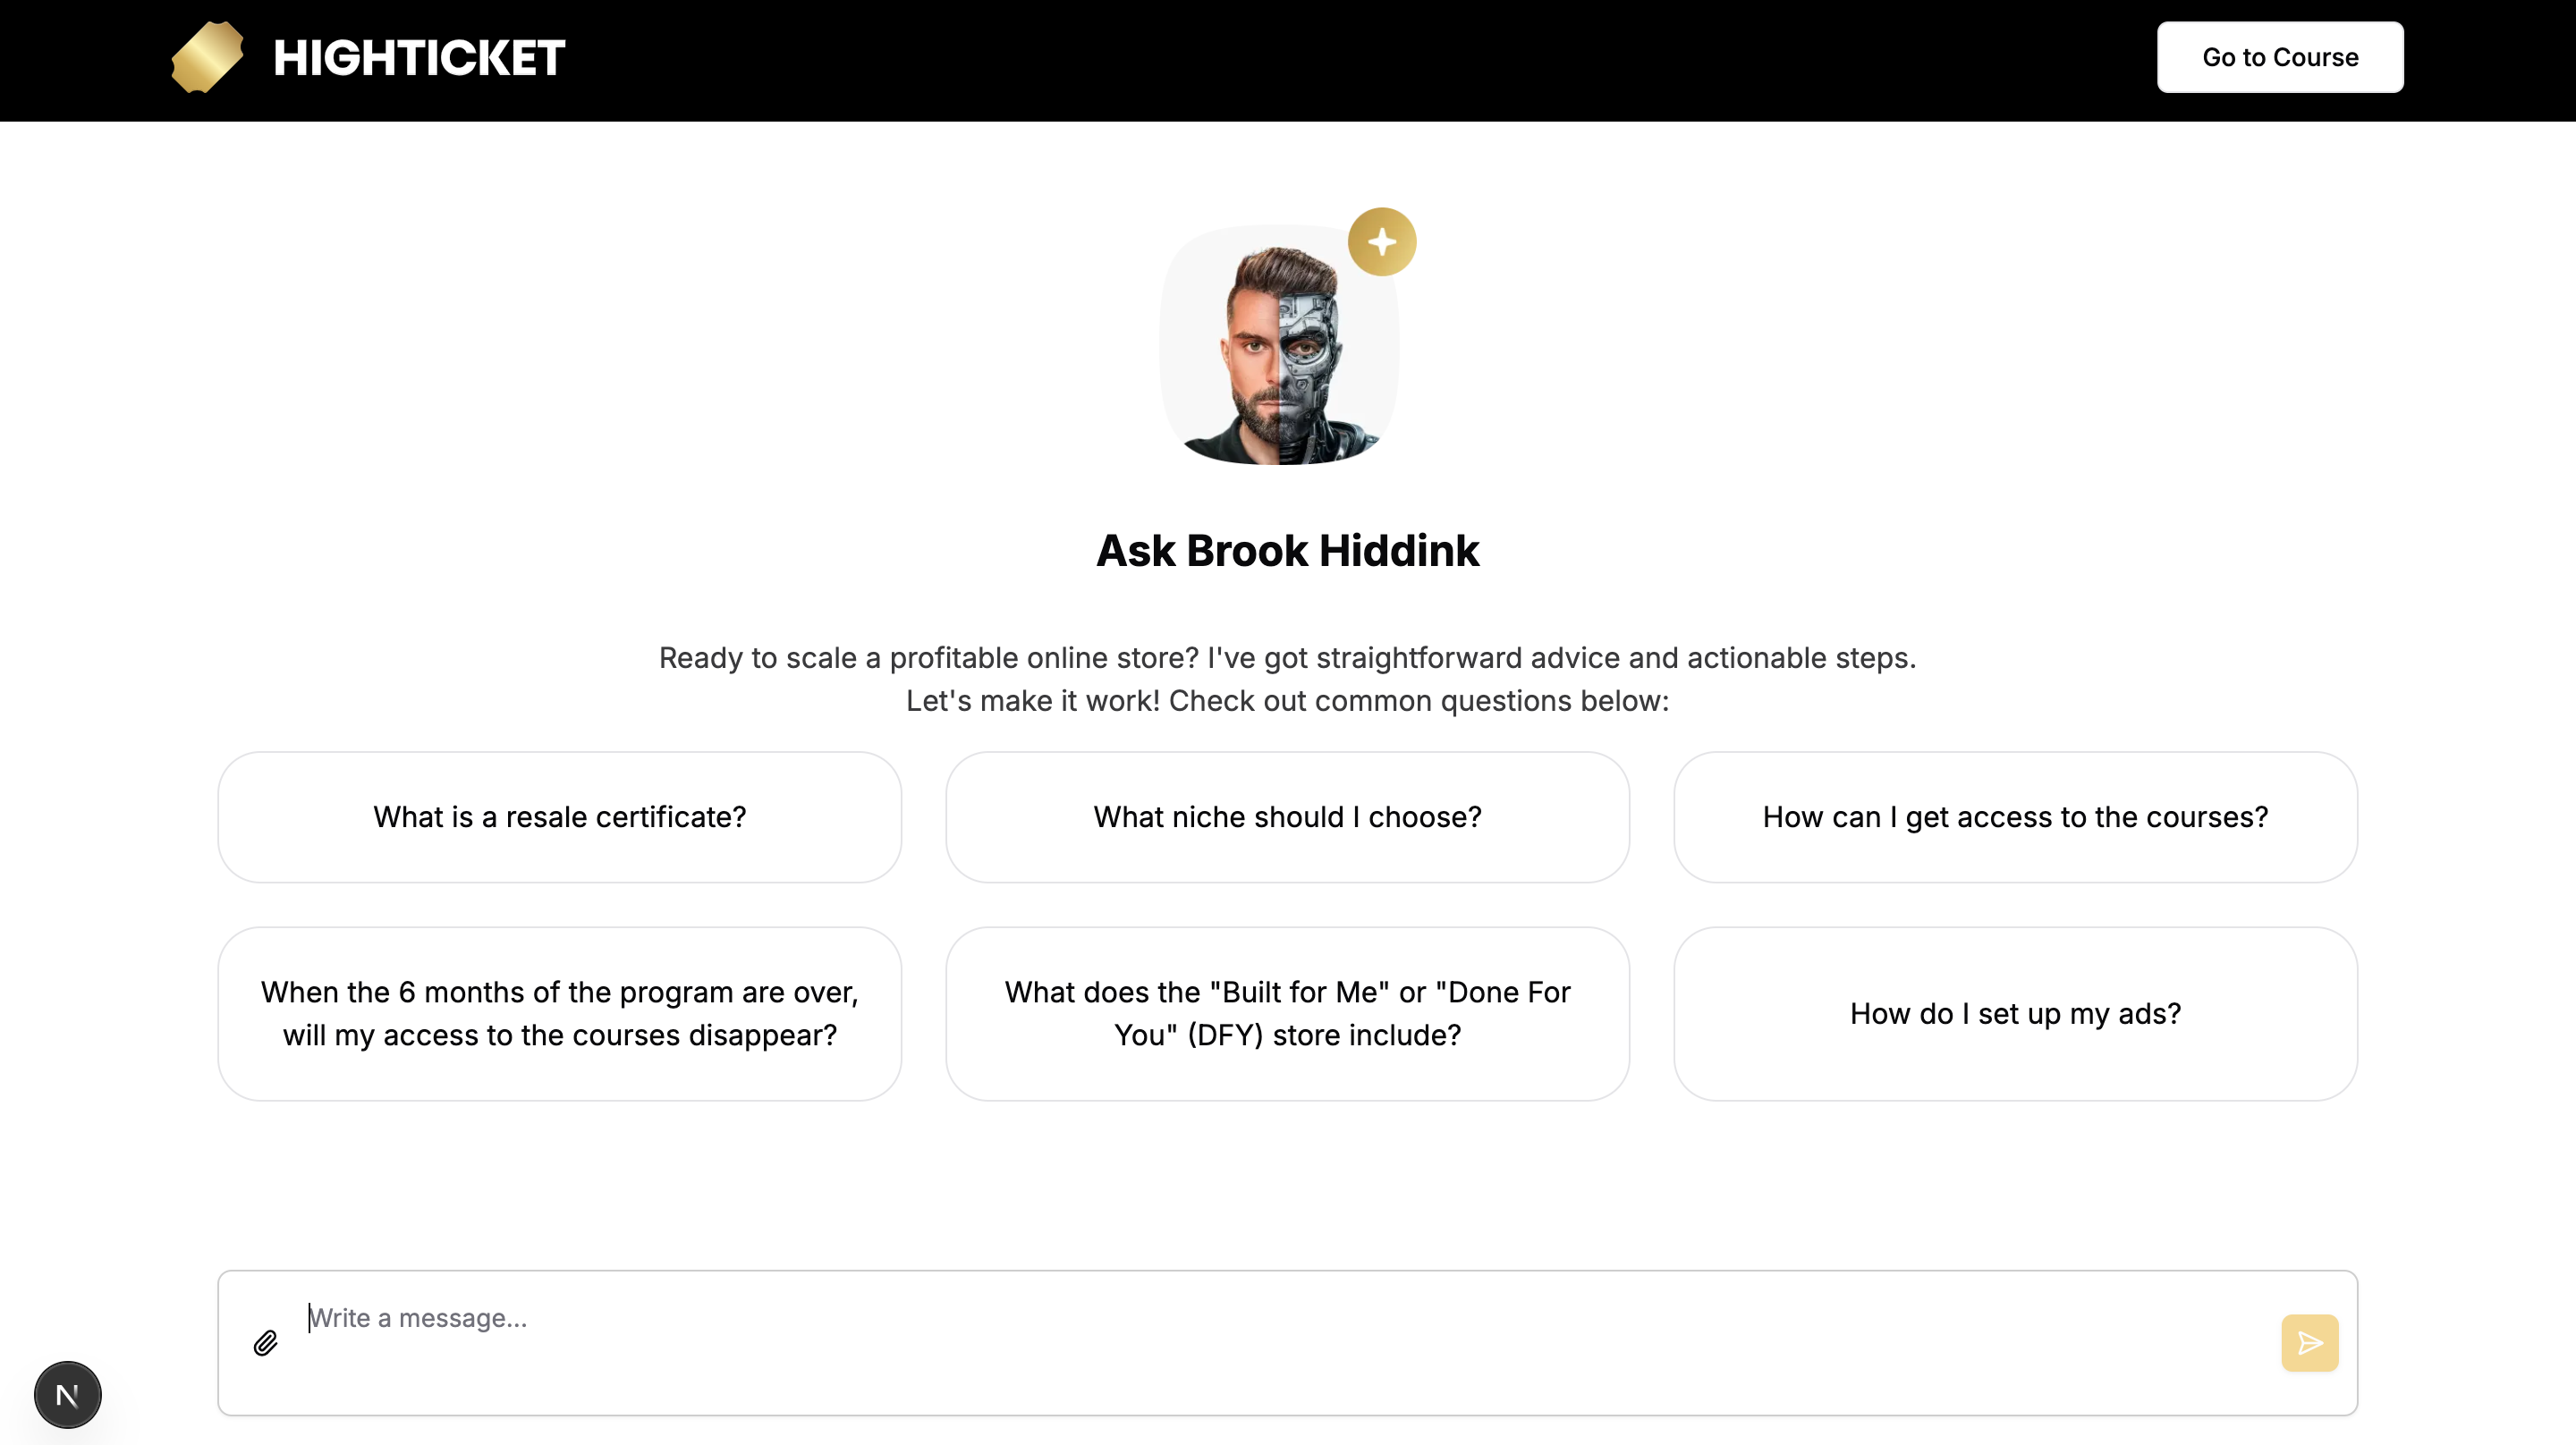 HIGHTICKET
Go to Course
Ask Brook Hiddink
Ready to scale a profitable online store? I've got straightforward advice and actionable steps.
Let's make it work! Check out common questions below:
What is a resale certificate?
What niche should I choose?
How can I get access to the courses?
When the 6 months of the program are over,
will my access to the courses disappear?
What does the "Built for Me" or "Done For
You" (DFY) store include?
How do I set up my ads?
Write a message...
N